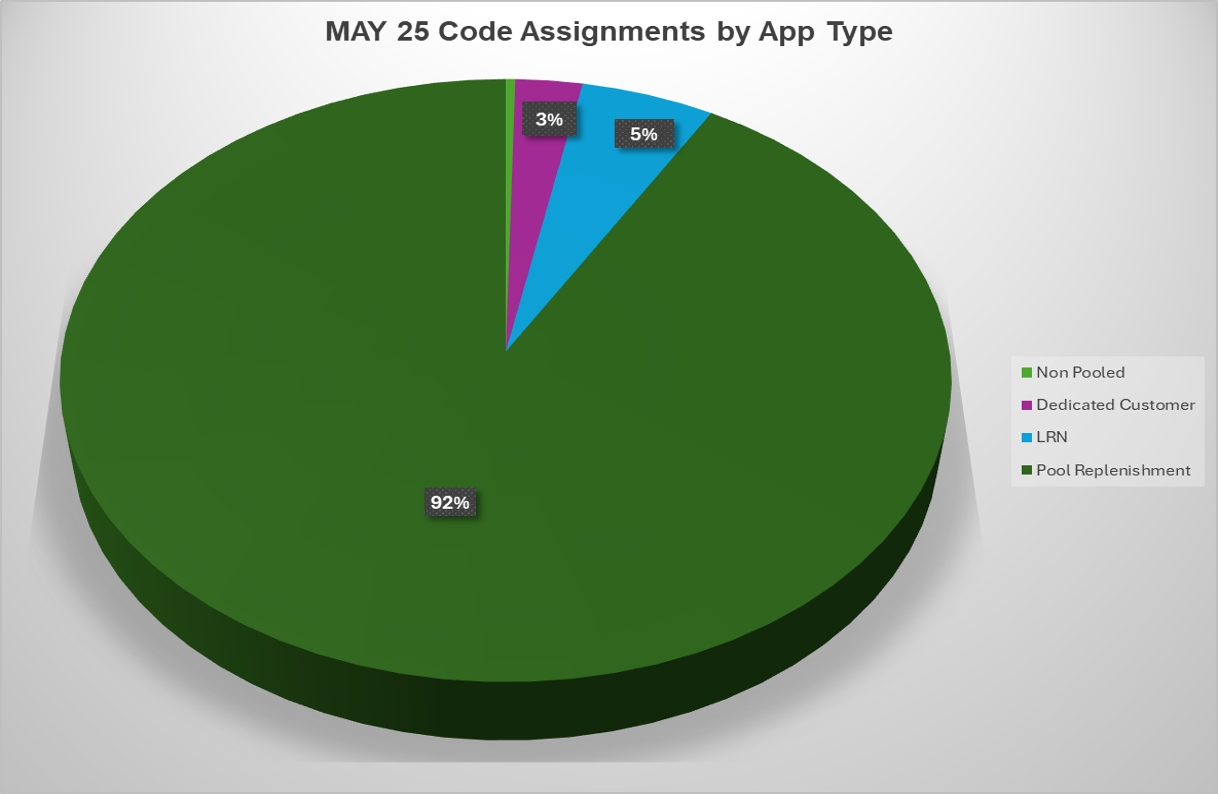 MAY 25 Code Assignments by App Type
3%
5%
92%
Non Pooled
Dedicated Customer
LRN
Pool Replenishment